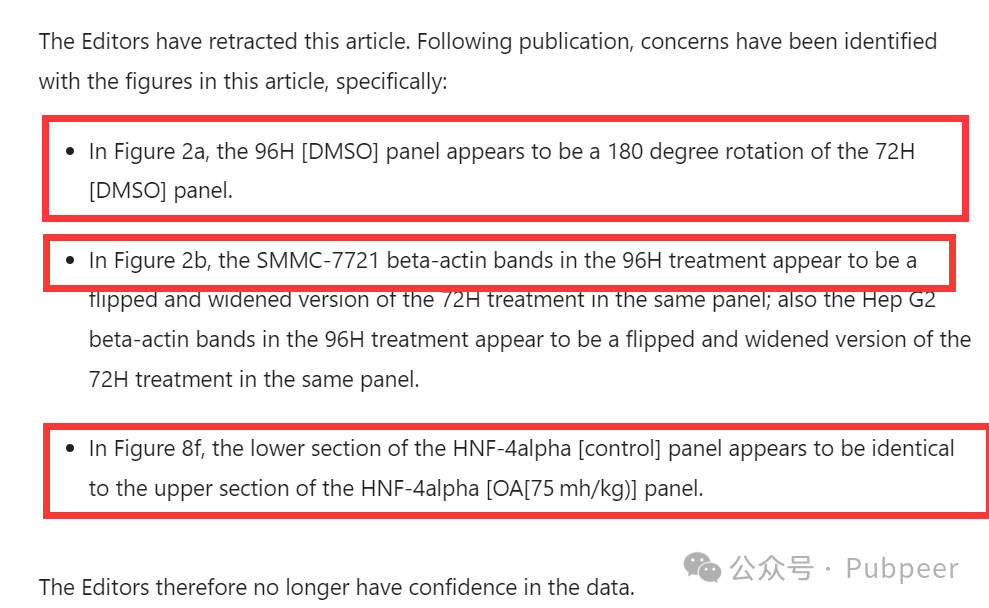 The Editors have retracted this article. Following publication, concerns have been identified
with the figures in this article, specifically:
• In Figure 2a, the 96H [DMSO] panel appears to be a 180 degree rotation of the 72H
[DMSO] panel.
• In Figure 2b, the SMMC-7721 beta-actin bands in the 96H treatment appear to be a
flipped and widened version of the 72H treatment in the same panel; also the Hep G2
beta-actin bands in the 96H treatment appear to be a flipped and widened version of the
72H treatment in the same panel.
• In Figure 8f, the lower section of the HNF-4alpha [control] panel appears to be identical
to the upper section of the HNF-4alpha [OA[75 mh/kg)] panel.
The Editors therefore no longer have confidence in the data.
公众号 · Pubpeer